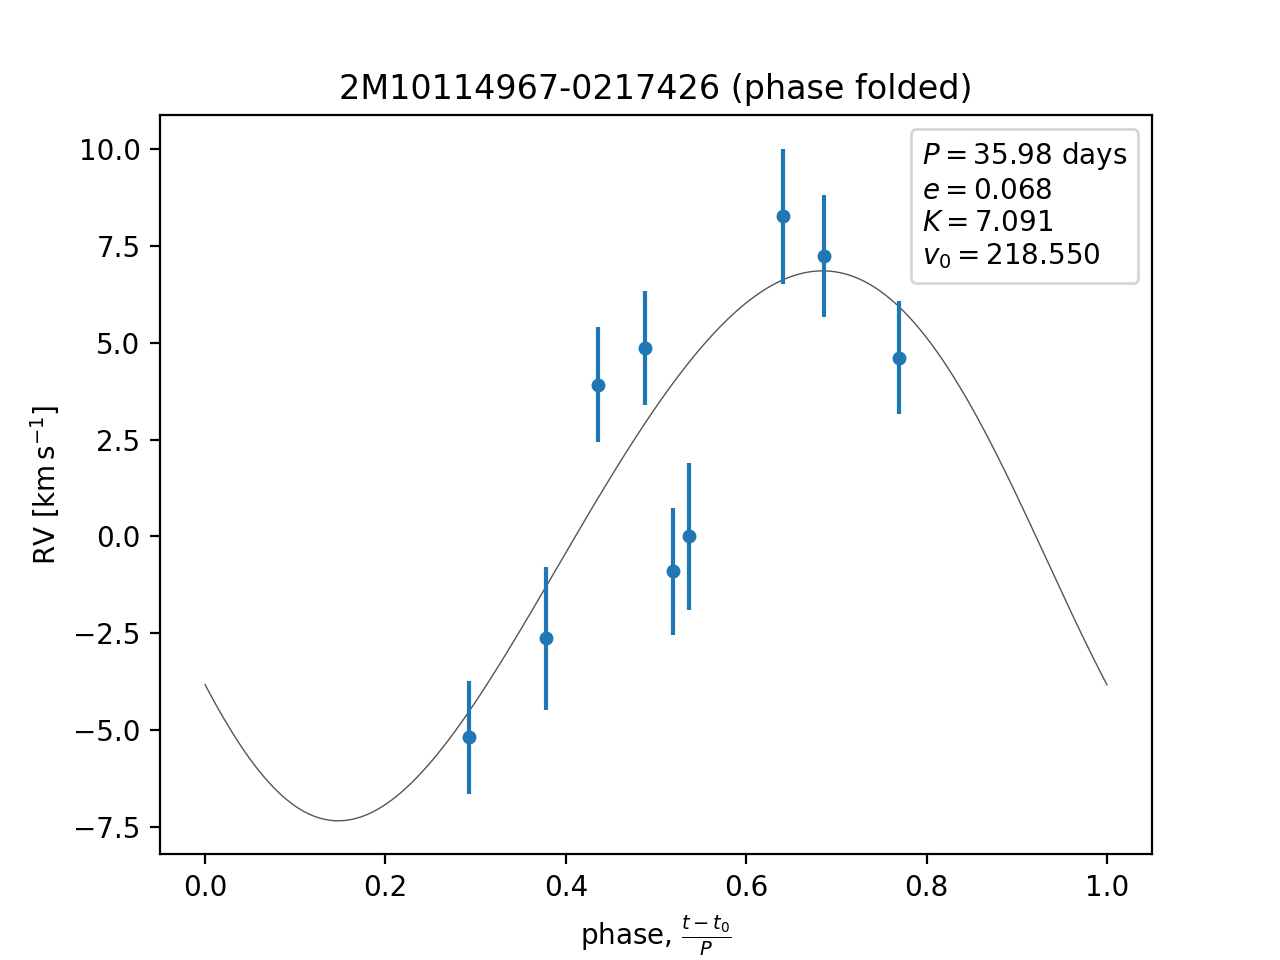 2M10114967-0217426 (phase folded)
P = 35.98 days
e = 0.068
K = 7.091
v₀ = 218.550
10.0
7.5
5.0
2.5
0.0
−2.5
−5.0
−7.5
RV [km s⁻¹]
0.0 0.2 0.4 0.6 0.8 1.0
phase, (t − t₀)/P